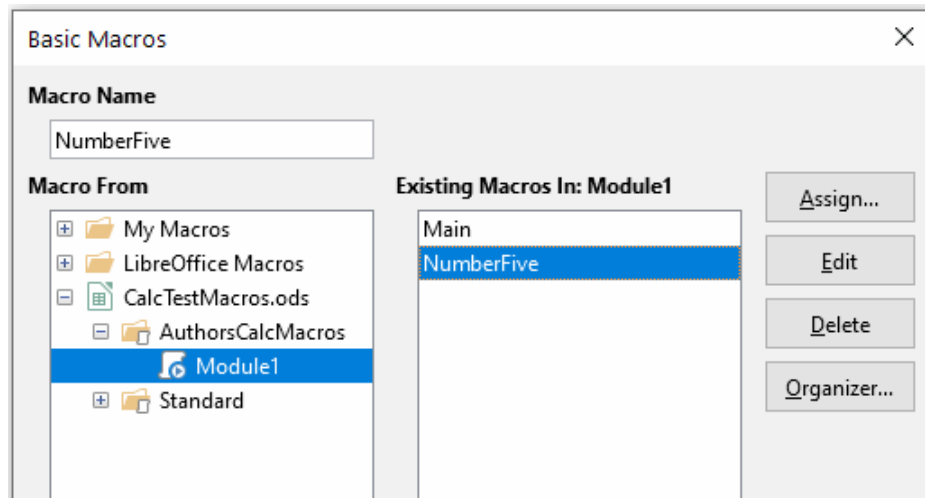 Basic Macros
Macro Name
NumberFive
Macro From
My Macros
LibreOffice Macros
CalcTestMacros.ods
AuthorsCalcMacros
Module1
Standard
Existing Macros In: Module1
Main
NumberFive
Assign...
Edit
Delete
Organizer...